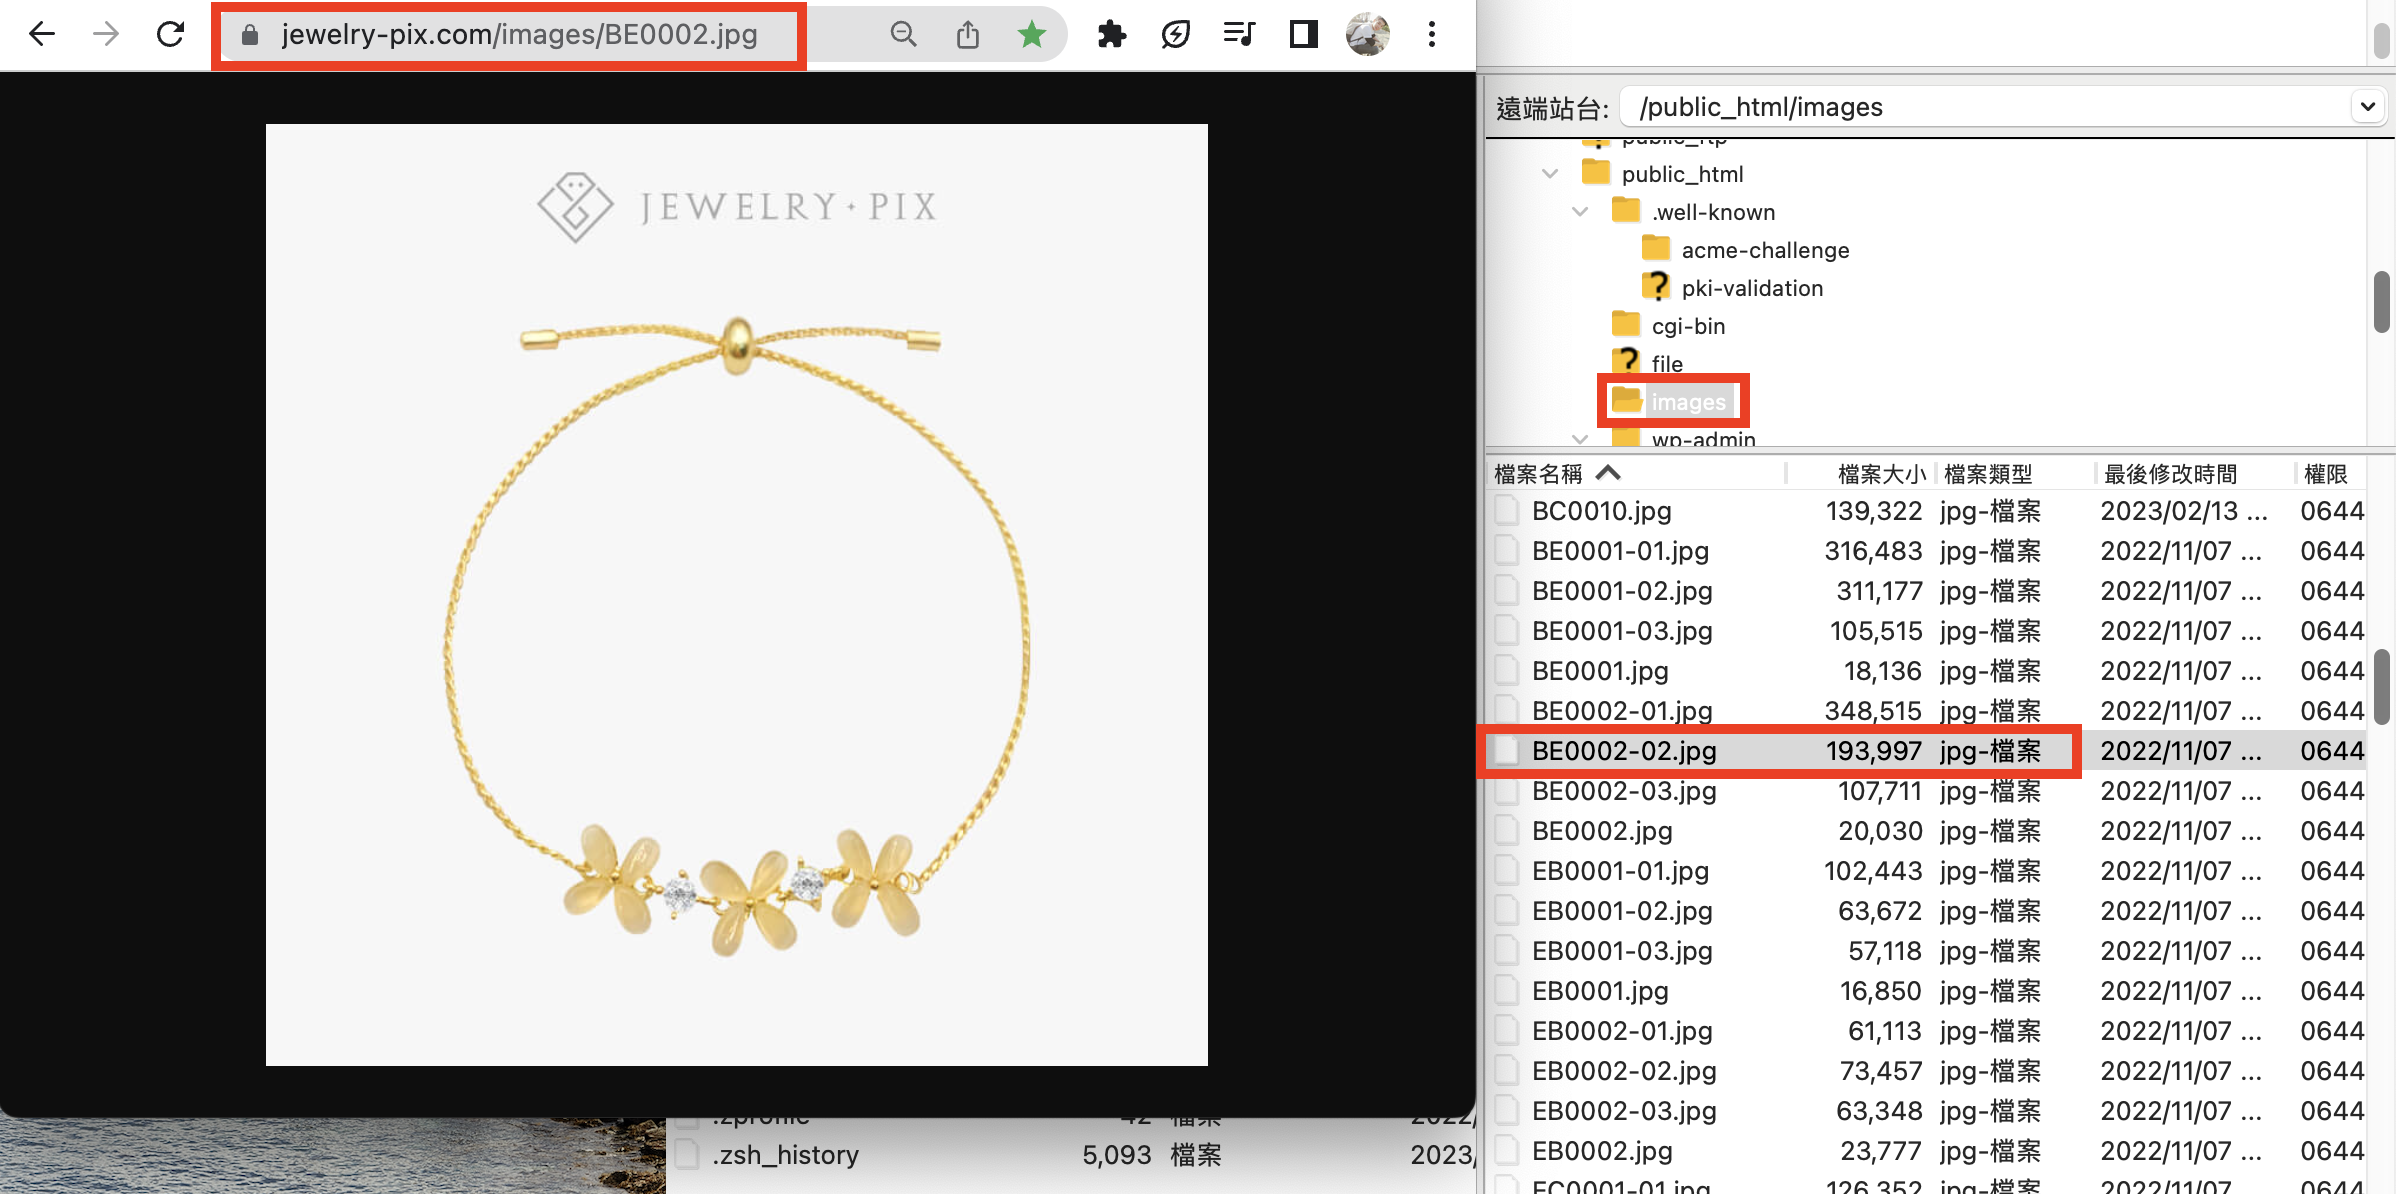 jewelry-pix.com/images/BE0002.jpg
JEWELRY PIX
遠端站台: /public_html/images
public_ftp
public_html
.well-known
acme-challenge
pki-validation
cgi-bin
file
images
wp-admin
檔案名稱 檔案大小 檔案類型 最後修改時間 權限
BC0010.jpg 139,322 jpg-檔案 2023/02/13 ... 0644
BE0001-01.jpg 316,483 jpg-檔案 2022/11/07 ... 0644
BE0001-02.jpg 311,177 jpg-檔案 2022/11/07 ... 0644
BE0001-03.jpg 105,515 jpg-檔案 2022/11/07 ... 0644
BE0001.jpg 18,136 jpg-檔案 2022/11/07 ... 0644
BE0002-01.jpg 348,515 jpg-檔案 2022/11/07 ... 0644
BE0002-02.jpg 193,997 jpg-檔案 2022/11/07 ... 0644
BE0002-03.jpg 107,711 jpg-檔案 2022/11/07 ... 0644
BE0002.jpg 20,030 jpg-檔案 2022/11/07 ... 0644
EB0001-01.jpg 102,443 jpg-檔案 2022/11/07 ... 0644
EB0001-02.jpg 63,672 jpg-檔案 2022/11/07 ... 0644
EB0001-03.jpg 57,118 jpg-檔案 2022/11/07 ... 0644
EB0001.jpg 16,850 jpg-檔案 2022/11/07 ... 0644
EB0002-01.jpg 61,113 jpg-檔案 2022/11/07 ... 0644
EB0002-02.jpg 73,457 jpg-檔案 2022/11/07 ... 0644
EB0002-03.jpg 63,348 jpg-檔案 2022/11/07 ... 0644
EB0002.jpg 23,777 jpg-檔案 2022/11/07 ... 0644
EC0001-01.jpg 126,352 jpg-檔案 2022/11/07 ... 0644
.zprofile 42 檔案 2022/
.zsh_history 5,093 檔案 2023/